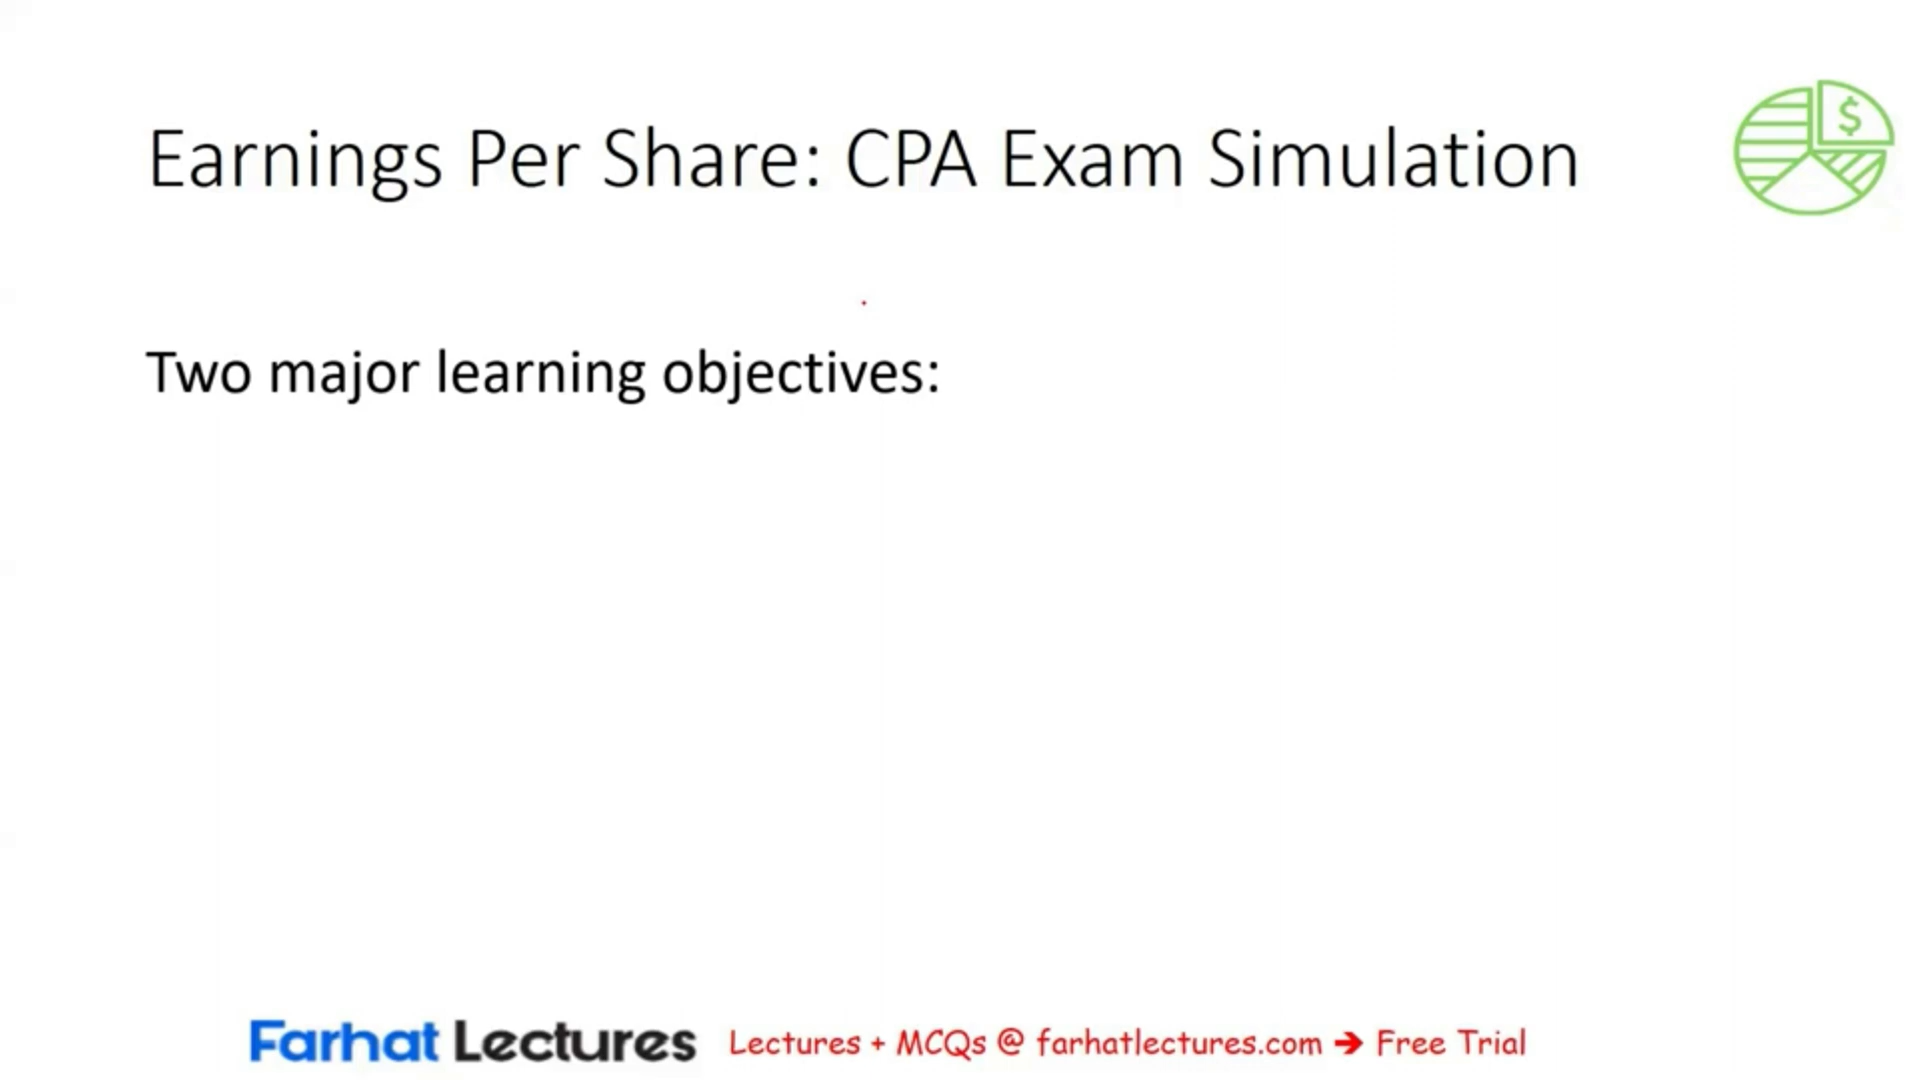 Earnings Per Share: CPA Exam Simulation
$
Two major learning objectives:
Farhat Lectures Lectures + MCQs @ farhatlectures.com → Free Trial